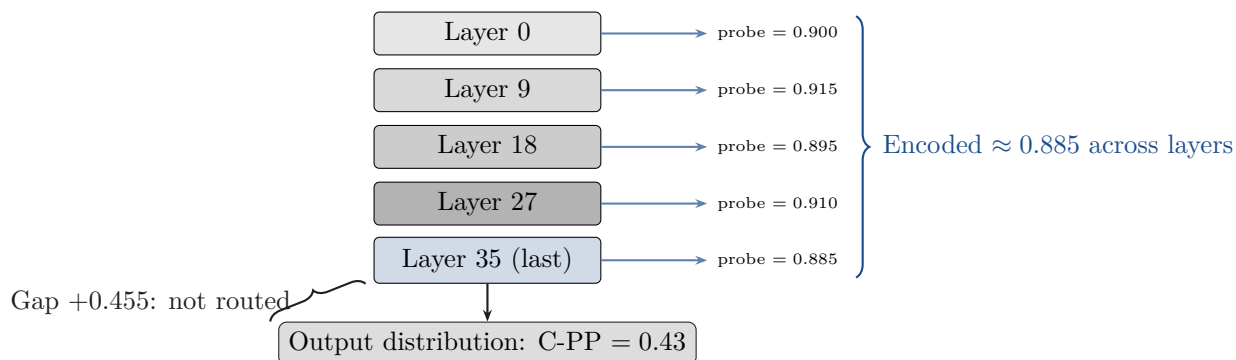 Layer 0
probe = 0.900
Layer 9
probe = 0.915
Layer 18
probe = 0.895
Encoded ≈ 0.885 across layers
Layer 27
probe = 0.910
Layer 35 (last)
probe = 0.885
Gap +0.455: not routed
Output distribution: C-PP = 0.43